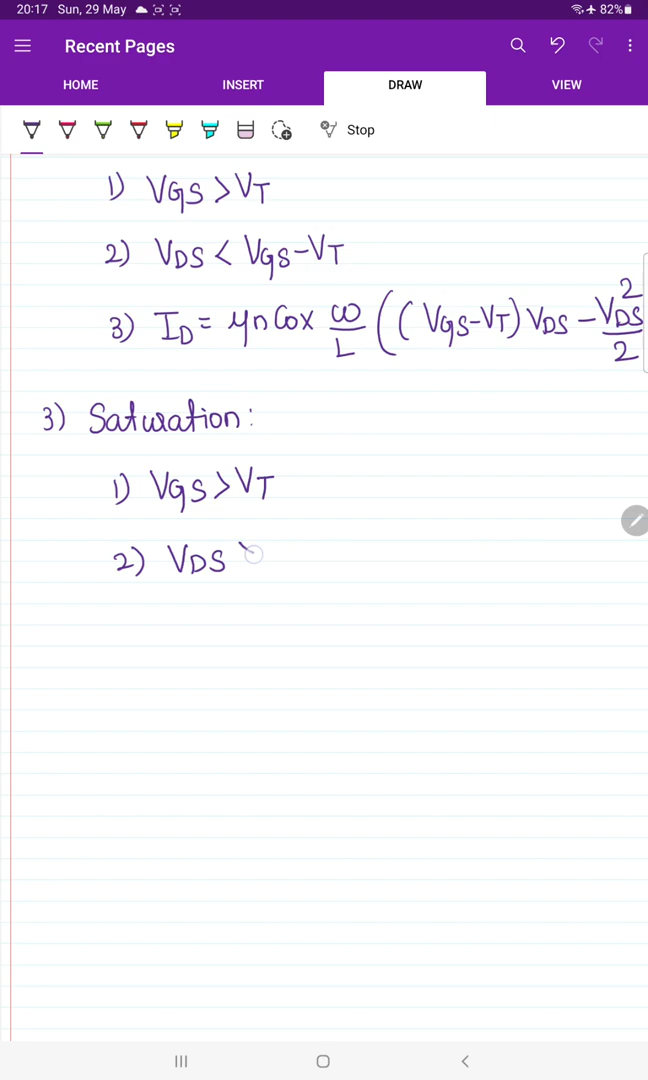 20:17 Sun, 29 May 82%
Recent Pages
HOME INSERT DRAW VIEW
Stop
1) VGS > VT
2) VDS < VGS - VT
3) ID = μn Cox W/L ((VGS - VT) VDS - VDS²/2
3) Saturation:
1) VGS > VT
2) VDS